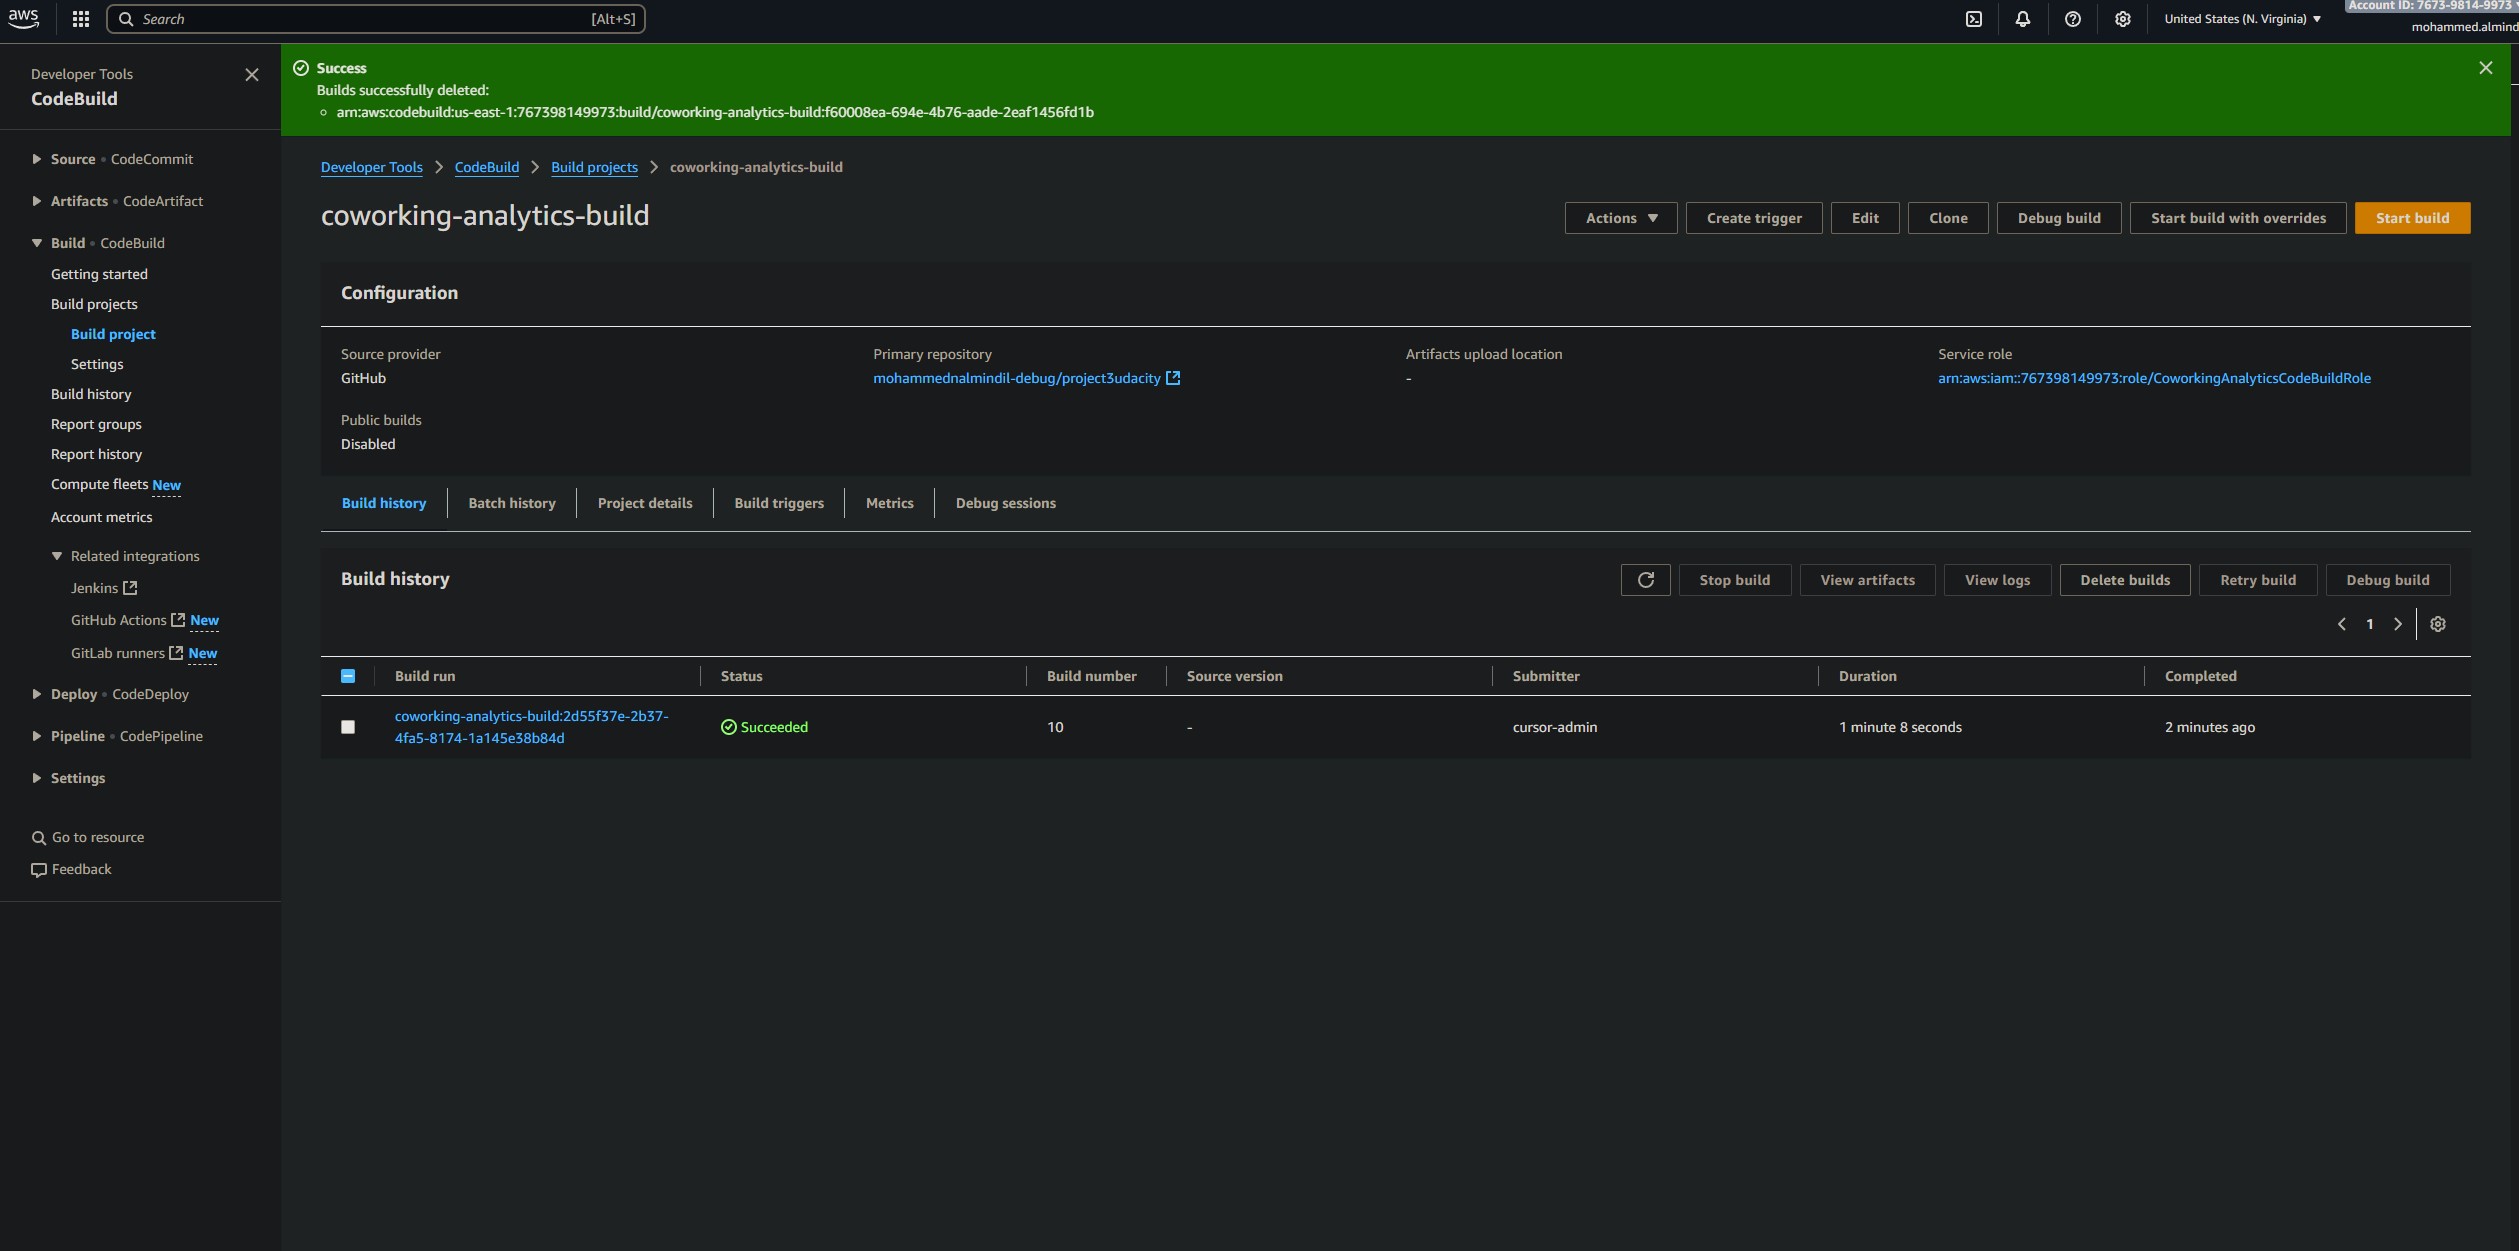 aws
Search [Alt+S]
United States (N. Virginia)
Account ID: 7673-9814-9973
mohammed.almind
Developer Tools
CodeBuild
Source • CodeCommit
Artifacts • CodeArtifact
Build • CodeBuild
Getting started
Build projects
Build project
Settings
Build history
Report groups
Report history
Compute fleets New
Account metrics
Related integrations
Jenkins
GitHub Actions New
GitLab runners New
Deploy • CodeDeploy
Pipeline • CodePipeline
Settings
Go to resource
Feedback
Success
Builds successfully deleted:
arn:aws:codebuild:us-east-1:767398149973:build/coworking-analytics-build:f60008ea-694e-4b76-aade-2eaf1456fd1b
Developer Tools > CodeBuild > Build projects > coworking-analytics-build
coworking-analytics-build
Actions Create trigger Edit Clone Debug build Start build with overrides Start build
Configuration
Source provider Primary repository Artifacts upload location Service role
GitHub mohammednalmindil-debug/project3udacity - arn:aws:iam::767398149973:role/CoworkingAnalyticsCodeBuildRole
Public builds
Disabled
Build history Batch history Project details Build triggers Metrics Debug sessions
Build history
Stop build View artifacts View logs Delete builds Retry build Debug build
1
Build run Status Build number Source version Submitter Duration Completed
coworking-analytics-build:2d55f37e-2b37-
4fa5-8174-1a145e38b84d
Succeeded 10 - cursor-admin 1 minute 8 seconds 2 minutes ago